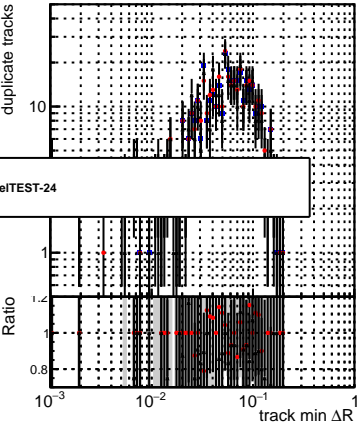 duplicate tracks
10
elTEST-24
1
Ratio
1.2
1
0.8
10⁻³
10⁻²
10⁻¹
1
track min ΔR